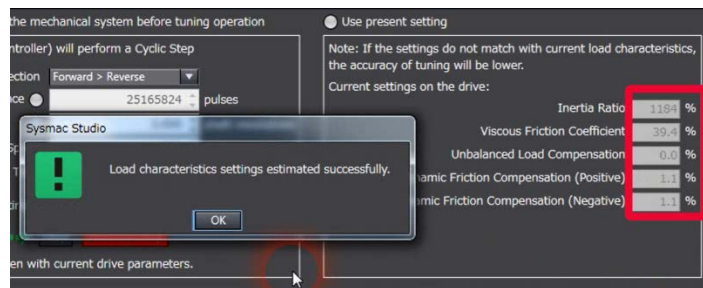 the mechanical system before tuning operation
Use present setting
ntroller) will perform a Cyclic Step
Note: If the settings do not match with current load characteristics,
the accuracy of tuning will be lower.
ection Forward > Reverse
Current settings on the drive:
nce 25165824 pulses
Inertia Ratio 1184 %
Sysmac Studio
Viscous Friction Coefficient 39.4 %
Load characteristics settings estimated successfully.
Unbalanced Load Compensation 0.0 %
namic Friction Compensation (Positive) 1.1 %
mic Friction Compensation (Negative) 1.1 %
OK
en with current drive parameters.